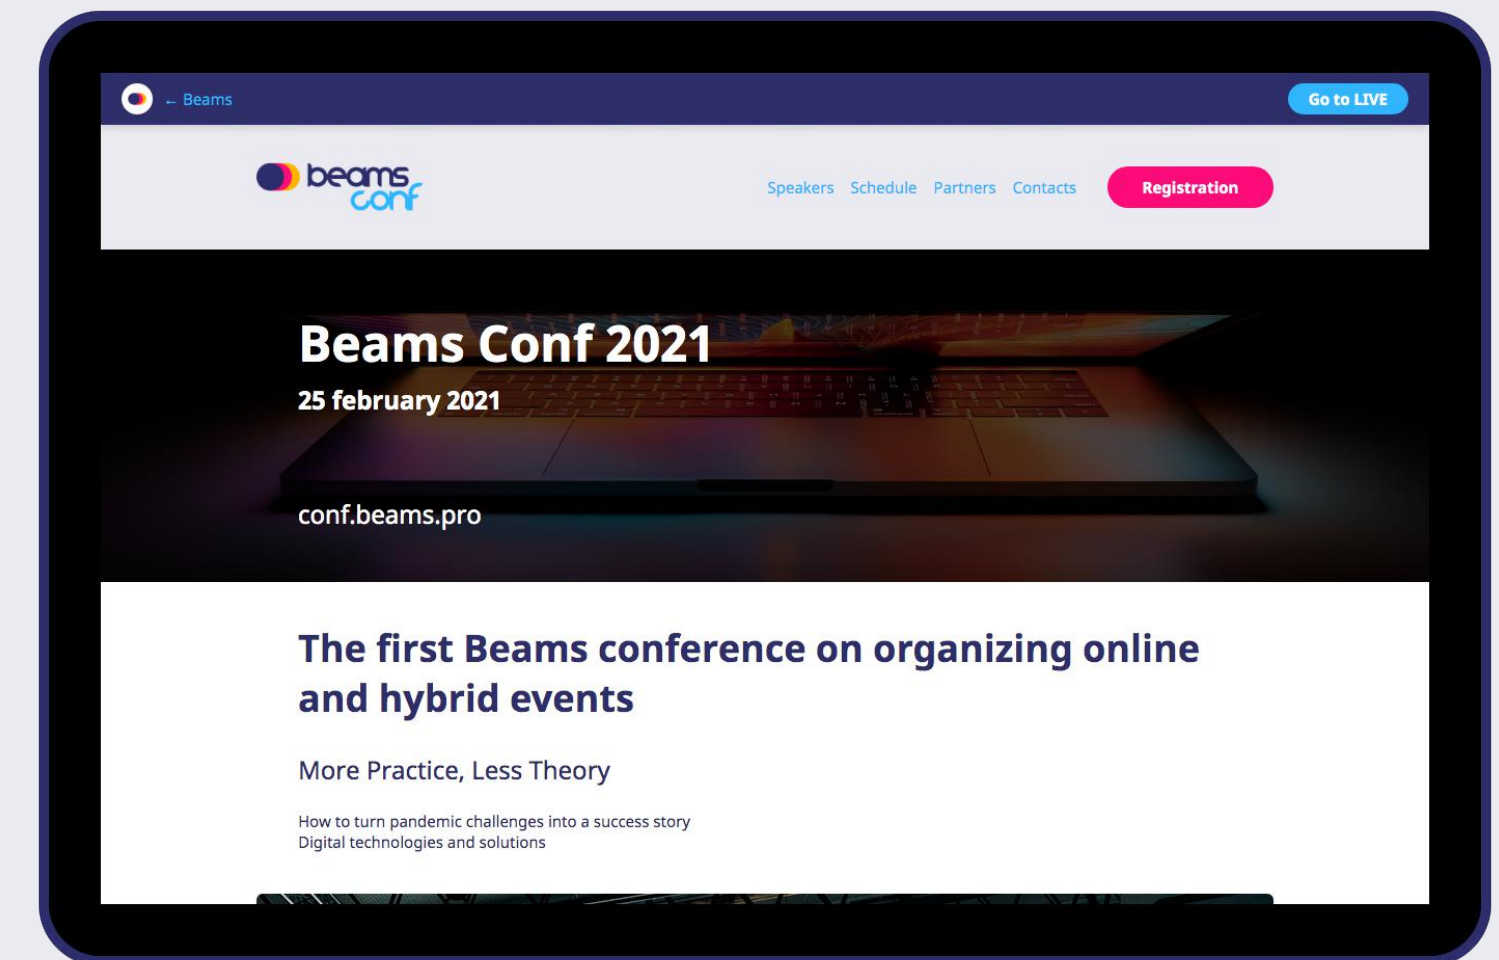 ← Beams
Go to LIVE
beams
conf
Speakers Schedule Partners Contacts Registration
Beams Conf 2021
25 february 2021
conf.beams.pro
The first Beams conference on organizing online
and hybrid events
More Practice, Less Theory
How to turn pandemic challenges into a success story
Digital technologies and solutions